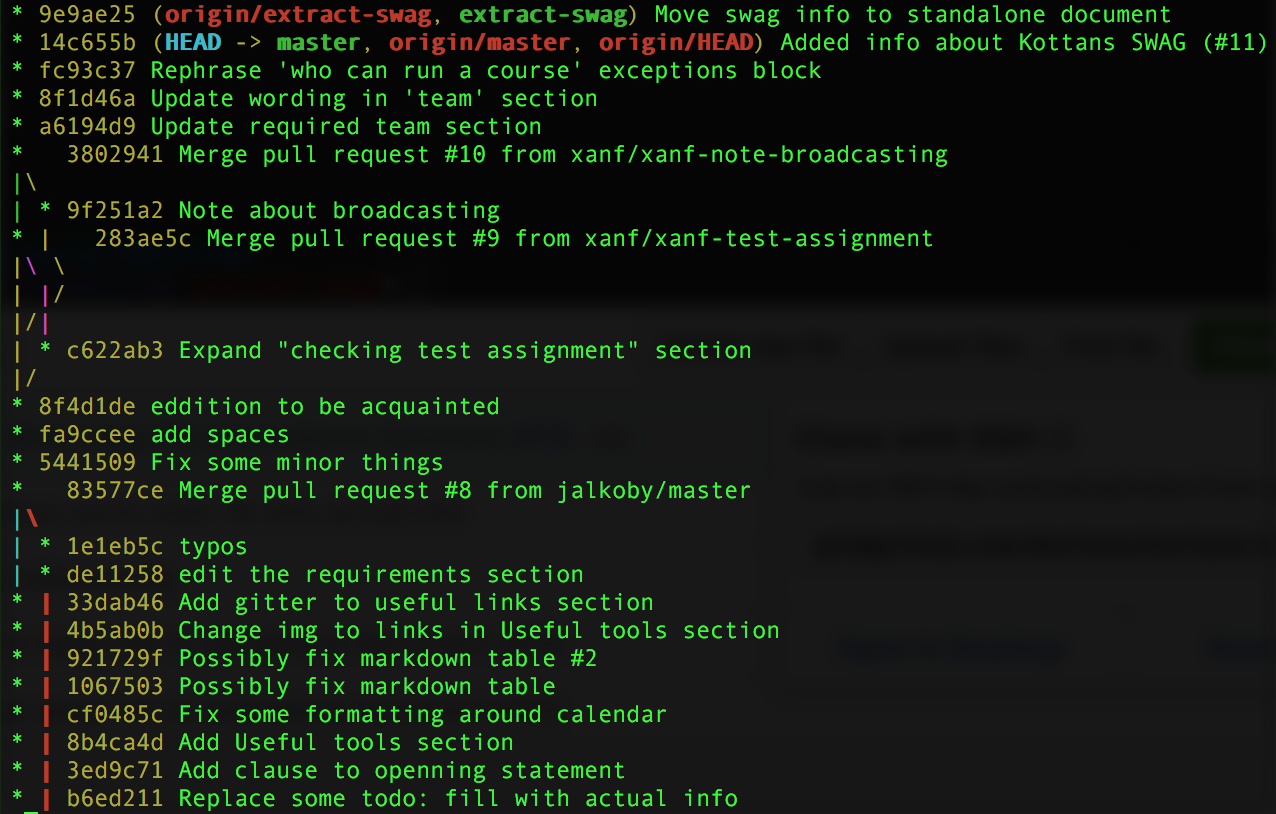 * 9e9ae25 (origin/extract-swag, extract-swag) Move swag info to standalone document
* 14c655b (HEAD -> master, origin/master, origin/HEAD) Added info about Kottans SWAG (#11)
* fc93c37 Rephrase 'who can run a course' exceptions block
* 8f1d46a Update wording in 'team' section
* a6194d9 Update required team section
*   3802941 Merge pull request #10 from xanf/xanf-note-broadcasting
|\
| * 9f251a2 Note about broadcasting
* |   283ae5c Merge pull request #9 from xanf/xanf-test-assignment
|\ \
| |/
|/|
| * c622ab3 Expand "checking test assignment" section
|/
* 8f4d1de eddition to be acquainted
* fa9ccee add spaces
* 5441509 Fix some minor things
*   83577ce Merge pull request #8 from jalkoby/master
|\
| * 1e1eb5c typos
| * de11258 edit the requirements section
* | 33dab46 Add gitter to useful links section
* | 4b5ab0b Change img to links in Useful tools section
* | 921729f Possibly fix markdown table #2
* | 1067503 Possibly fix markdown table
* | cf0485c Fix some formatting around calendar
* | 8b4ca4d Add Useful tools section
* | 3ed9c71 Add clause to openning statement
* | b6ed211 Replace some todo: fill with actual info